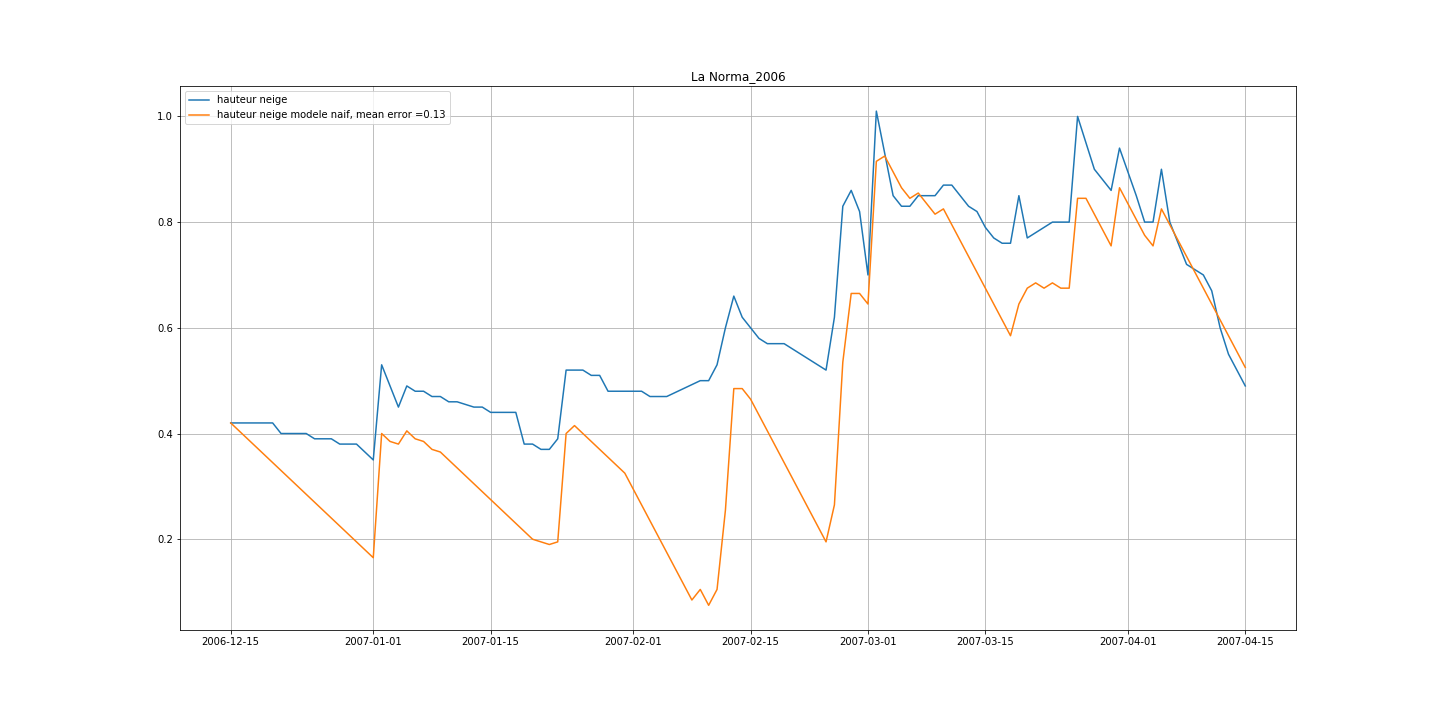 La Norma_2006
hauteur neige
hauteur neige modele naif, mean error =0.13
1.0
0.8
0.6
0.4
0.2
2006-12-15 2007-01-01 2007-01-15 2007-02-01 2007-02-15 2007-03-01 2007-03-15 2007-04-01 2007-04-15